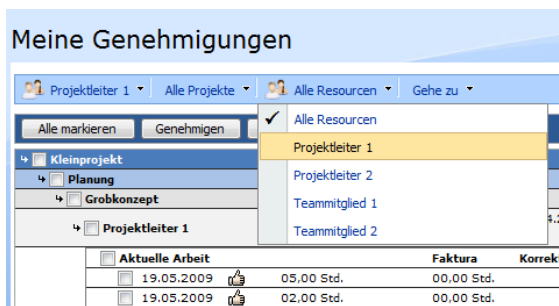 Meine Genehmigungen
Projektleiter 1 Alle Projekte Alle Resourcen Gehe zu
Alle markieren Genehmigen
Alle Resourcen
Projektleiter 1
Projektleiter 2
Teammitglied 1
Teammitglied 2
Kleinprojekt
Planung
Grobkonzept
Projektleiter 1
Aktuelle Arbeit Faktura
19.05.2009 05,00 Std. 00,00 Std.
19.05.2009 02,00 Std. 00,00 Std.